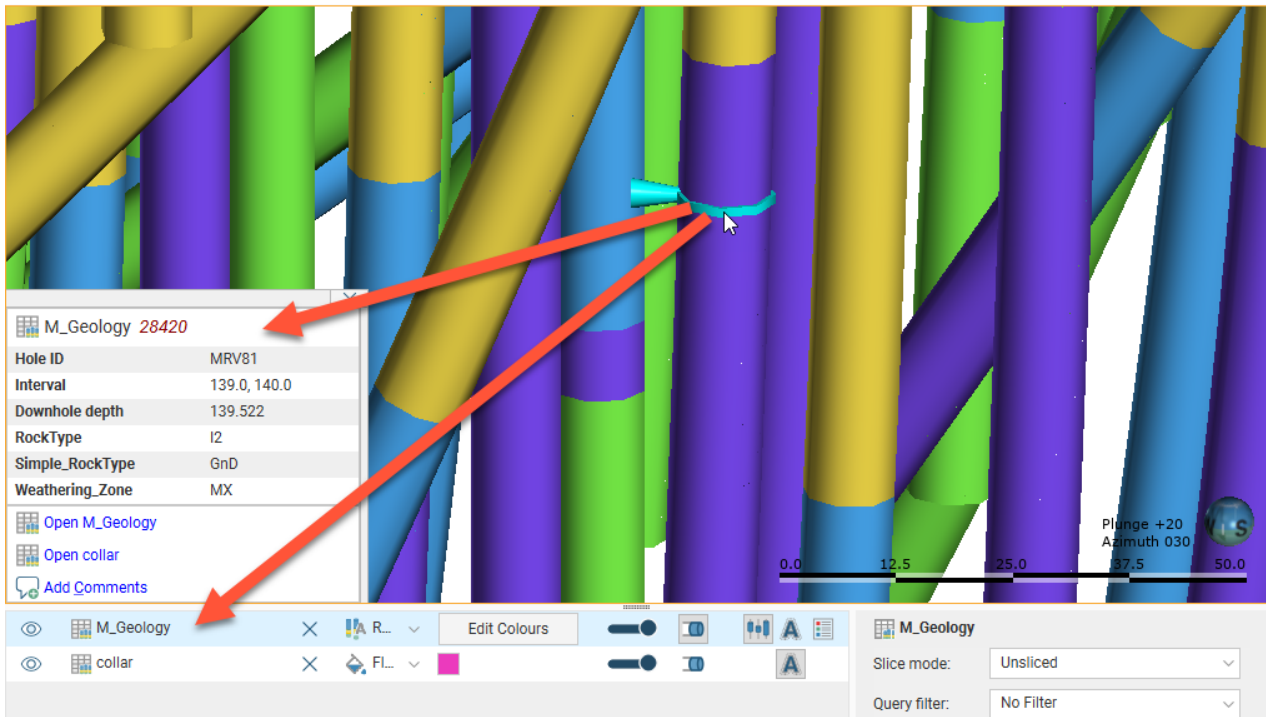 M_Geology 28420
Hole ID MRV81
Interval 139.0, 140.0
Downhole depth 139.522
RockType I2
Simple_RockType GnD
Weathering_Zone MX
Open M_Geology
Open collar
Add Comments
Plunge +20
Azimuth 030
0.0 12.5 25.0 37.5 50.0
M_Geology R... Edit Colours
collar Fl...
M_Geology
Slice mode: Unsliced
Query filter: No Filter